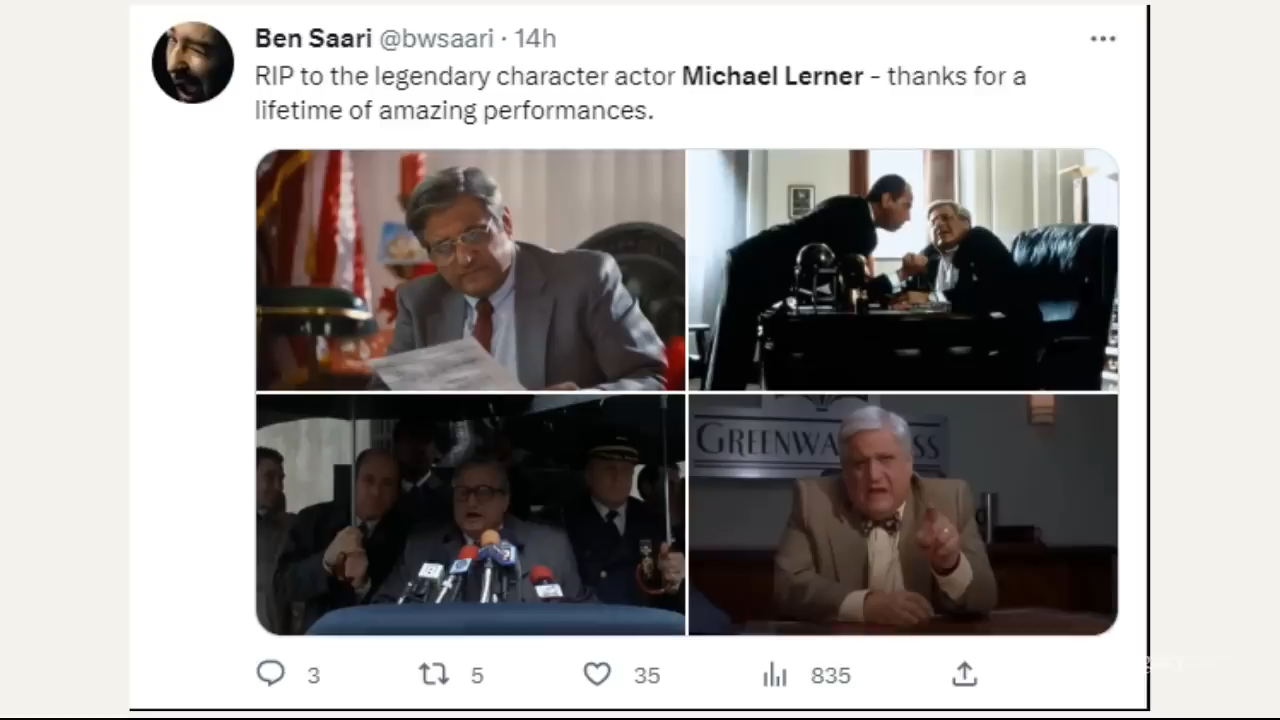 Ben Saari @bwsaari · 14h
RIP to the legendary character actor Michael Lerner - thanks for a
lifetime of amazing performances.
GREENWA SS
3 5 35 835